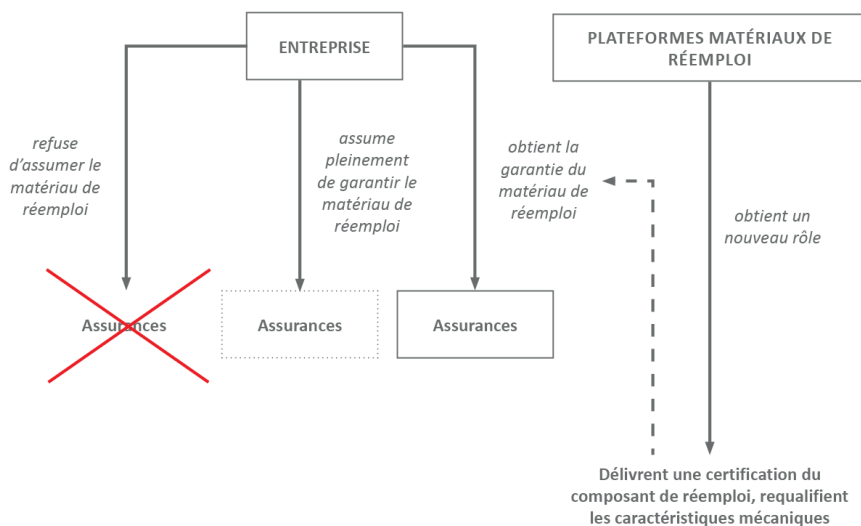 ENTREPRISE
PLATEFORMES MATÉRIAUX DE
RÉEMPLOI
refuse
d’assumer le
matériau de
réemploi
assume
pleinement
de garantir le
matériau de
réemploi
obtient la
garantie du
matériau de
réemploi
obtient un
nouveau rôle
Assurances
Assurances
Assurances
Délivrent une certification du
composant de réemploi, requalifient
les caractéristiques mécaniques